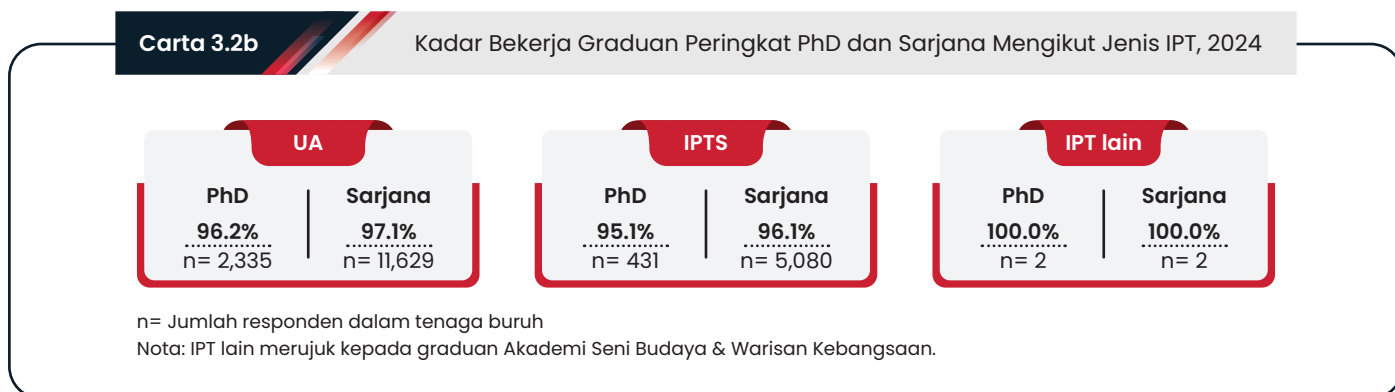 Carta 3.2b
Kadar Bekerja Graduan Peringkat PhD dan Sarjana Mengikut Jenis IPT, 2024
UA
PhD
96.2%
n= 2,335
Sarjana
97.1%
n= 11,629
IPTS
PhD
95.1%
n= 431
Sarjana
96.1%
n= 5,080
IPT lain
PhD
100.0%
n= 2
Sarjana
100.0%
n= 2
n= Jumlah responden dalam tenaga buruh
Nota: IPT lain merujuk kepada graduan Akademi Seni Budaya & Warisan Kebangsaan.